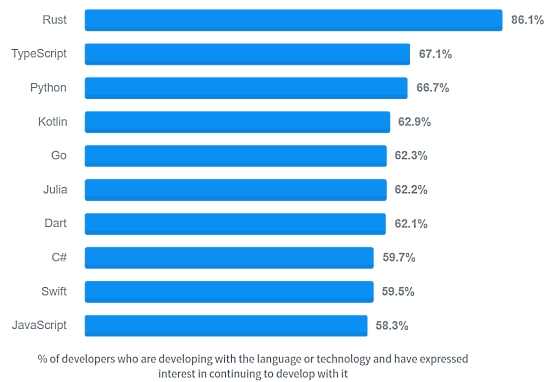 Rust 86.1%
TypeScript 67.1%
Python 66.7%
Kotlin 62.9%
Go 62.3%
Julia 62.2%
Dart 62.1%
C# 59.7%
Swift 59.5%
JavaScript 58.3%
% of developers who are developing with the language or technology and have expressed
interest in continuing to develop with it